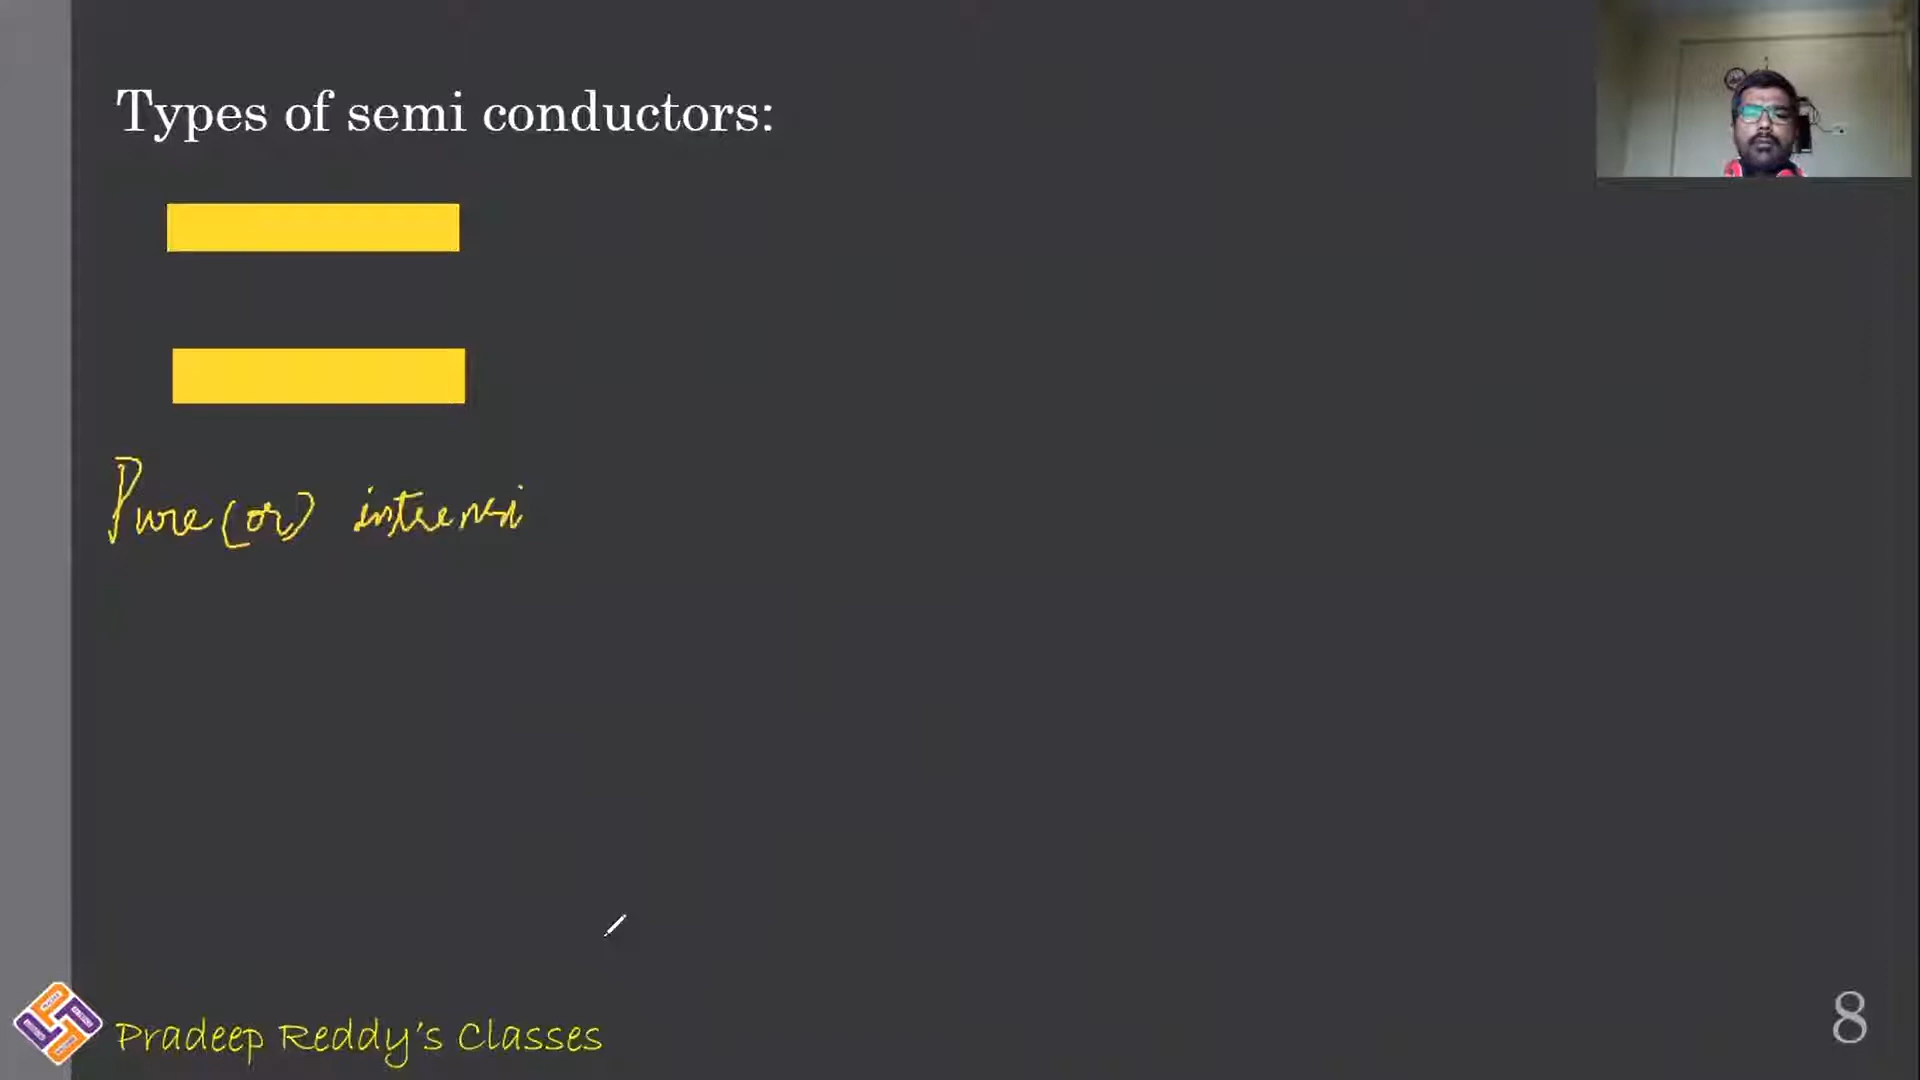 Types of semi conductors:
Pure (or) intrensi
Pradeep Reddy's Classes
8